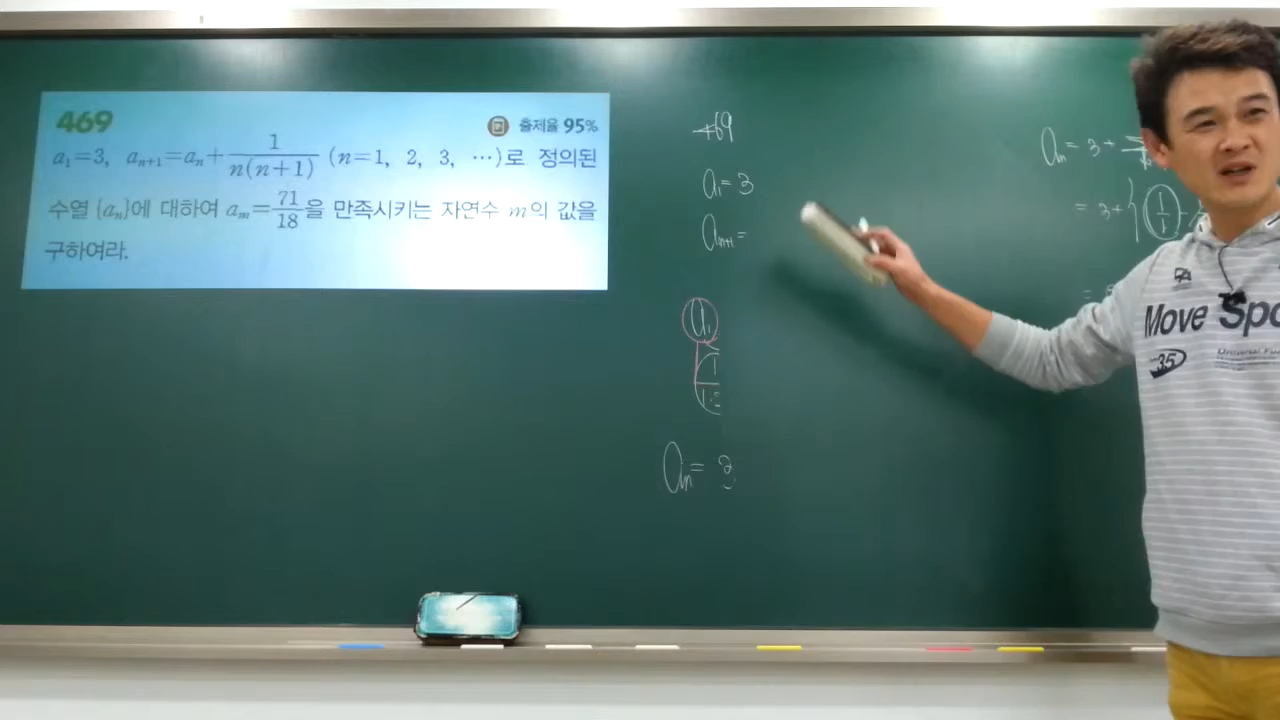 469
출제율 95%
a₁=3, aₙ₊₁=aₙ+1/n(n+1) (n=1, 2, 3, ⋯)로 정의된
수열 {aₙ}에 대하여 aₘ=71/18을 만족시키는 자연수 m의 값을
구하여라.
469
a₁=3
aₙ₊₁=
a₁
aₙ= 3
aₙ= 3+
= 3+{1/1-
Move Spo
35